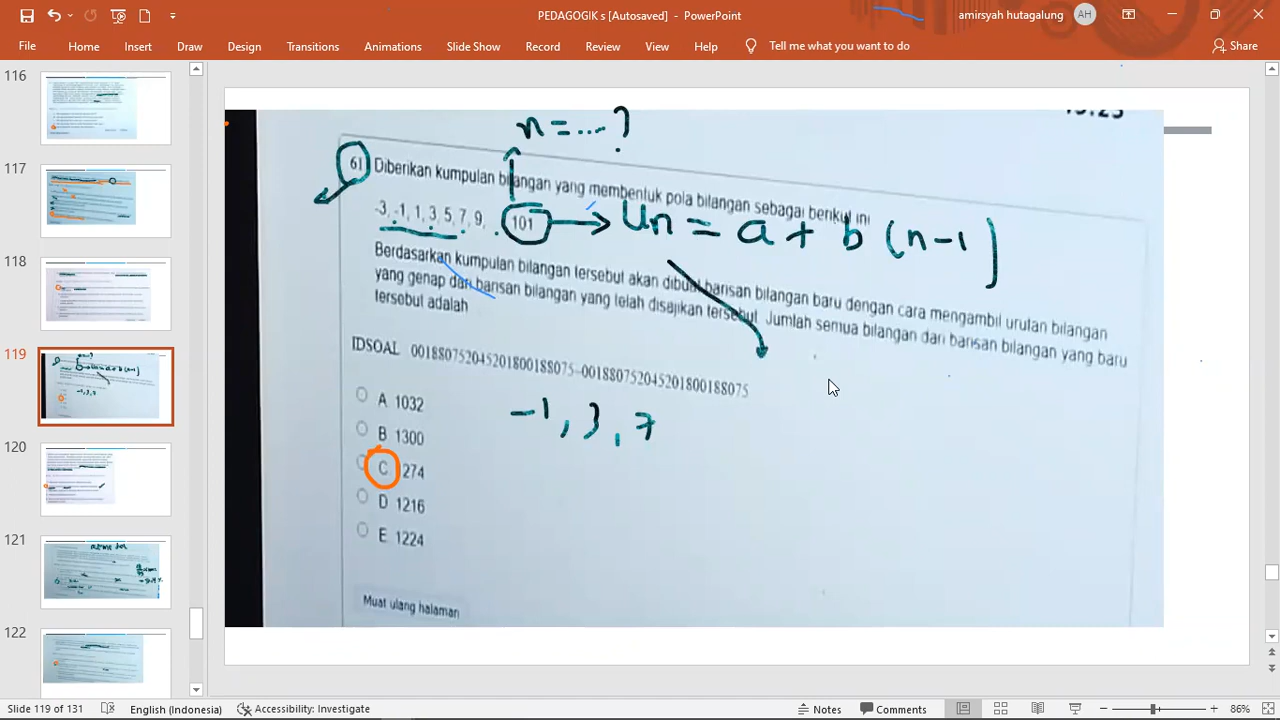 PEDAGOGIK s [Autosaved] - PowerPoint
amirsyah hutagalung
AH
File Home Insert Draw Design Transitions Animations Slide Show Record Review View Help Tell me what you want to do Share
116
117
118
119
120
121
122
n = ....?
61 Diberikan kumpulan bilangan yang membentuk pola bilangan sebagai berikut ini
-3, -1, 1, 3, 5, 7, 9, . 101 → Un = a + b (n-1)
Berdasarkan kumpulan bilangan tersebut akan dibuat barisan bilangan baru dengan cara mengambil urutan bilangan
yang genap dari barisan bilangan yang telah disajikan tersebut. Jumlah semua bilangan dari barisan bilangan yang baru
tersebut adalah
IDSOAL 001880752045201800188075-001880752045201800188075
-1, 3, 7
A 1032
B 1300
C 1274
D 1216
E 1224
Muat ulang halaman
Slide 119 of 131 English (Indonesia) Accessibility: Investigate Notes Comments 86%